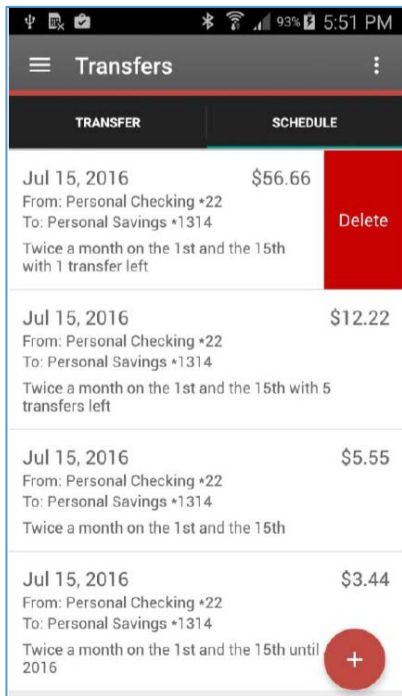 93% 5:51 PM
Transfers
TRANSFER SCHEDULE
Jul 15, 2016 $56.66
From: Personal Checking *22
To: Personal Savings *1314
Delete
Twice a month on the 1st and the 15th
with 1 transfer left
Jul 15, 2016 $12.22
From: Personal Checking *22
To: Personal Savings *1314
Twice a month on the 1st and the 15th with 5
transfers left
Jul 15, 2016 $5.55
From: Personal Checking *22
To: Personal Savings *1314
Twice a month on the 1st and the 15th
Jul 15, 2016 $3.44
From: Personal Checking *22
To: Personal Savings *1314
Twice a month on the 1st and the 15th until
2016
+